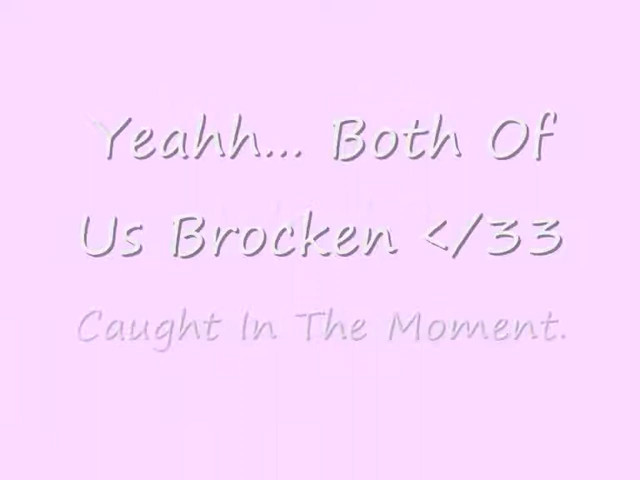 Yeahh... Both Of
Us Brocken </33
Caught In The Moment.